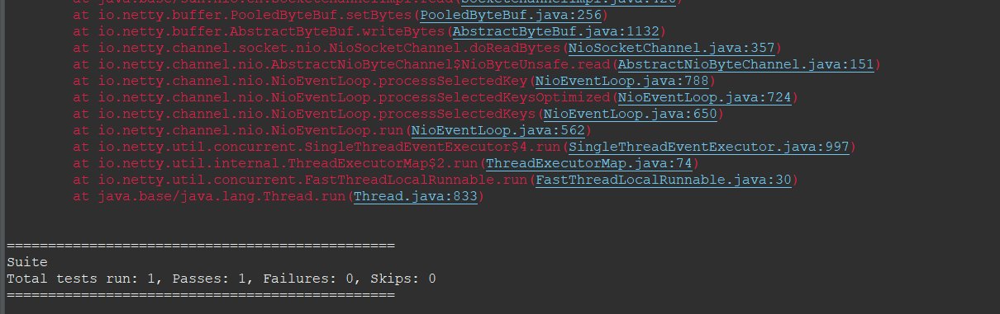 at java.base/sun.nio.ch.SocketChannelImpl.read(SocketChannelImpl.java:426)
at io.netty.buffer.PooledByteBuf.setBytes(PooledByteBuf.java:256)
at io.netty.buffer.AbstractByteBuf.writeBytes(AbstractByteBuf.java:1132)
at io.netty.channel.socket.nio.NioSocketChannel.doReadBytes(NioSocketChannel.java:357)
at io.netty.channel.nio.AbstractNioByteChannel$NioByteUnsafe.read(AbstractNioByteChannel.java:151)
at io.netty.channel.nio.NioEventLoop.processSelectedKey(NioEventLoop.java:788)
at io.netty.channel.nio.NioEventLoop.processSelectedKeysOptimized(NioEventLoop.java:724)
at io.netty.channel.nio.NioEventLoop.processSelectedKeys(NioEventLoop.java:650)
at io.netty.channel.nio.NioEventLoop.run(NioEventLoop.java:562)
at io.netty.util.concurrent.SingleThreadEventExecutor$4.run(SingleThreadEventExecutor.java:997)
at io.netty.util.internal.ThreadExecutorMap$2.run(ThreadExecutorMap.java:74)
at io.netty.util.concurrent.FastThreadLocalRunnable.run(FastThreadLocalRunnable.java:30)
at java.base/java.lang.Thread.run(Thread.java:833)
===============================================
Suite
Total tests run: 1, Passes: 1, Failures: 0, Skips: 0
===============================================